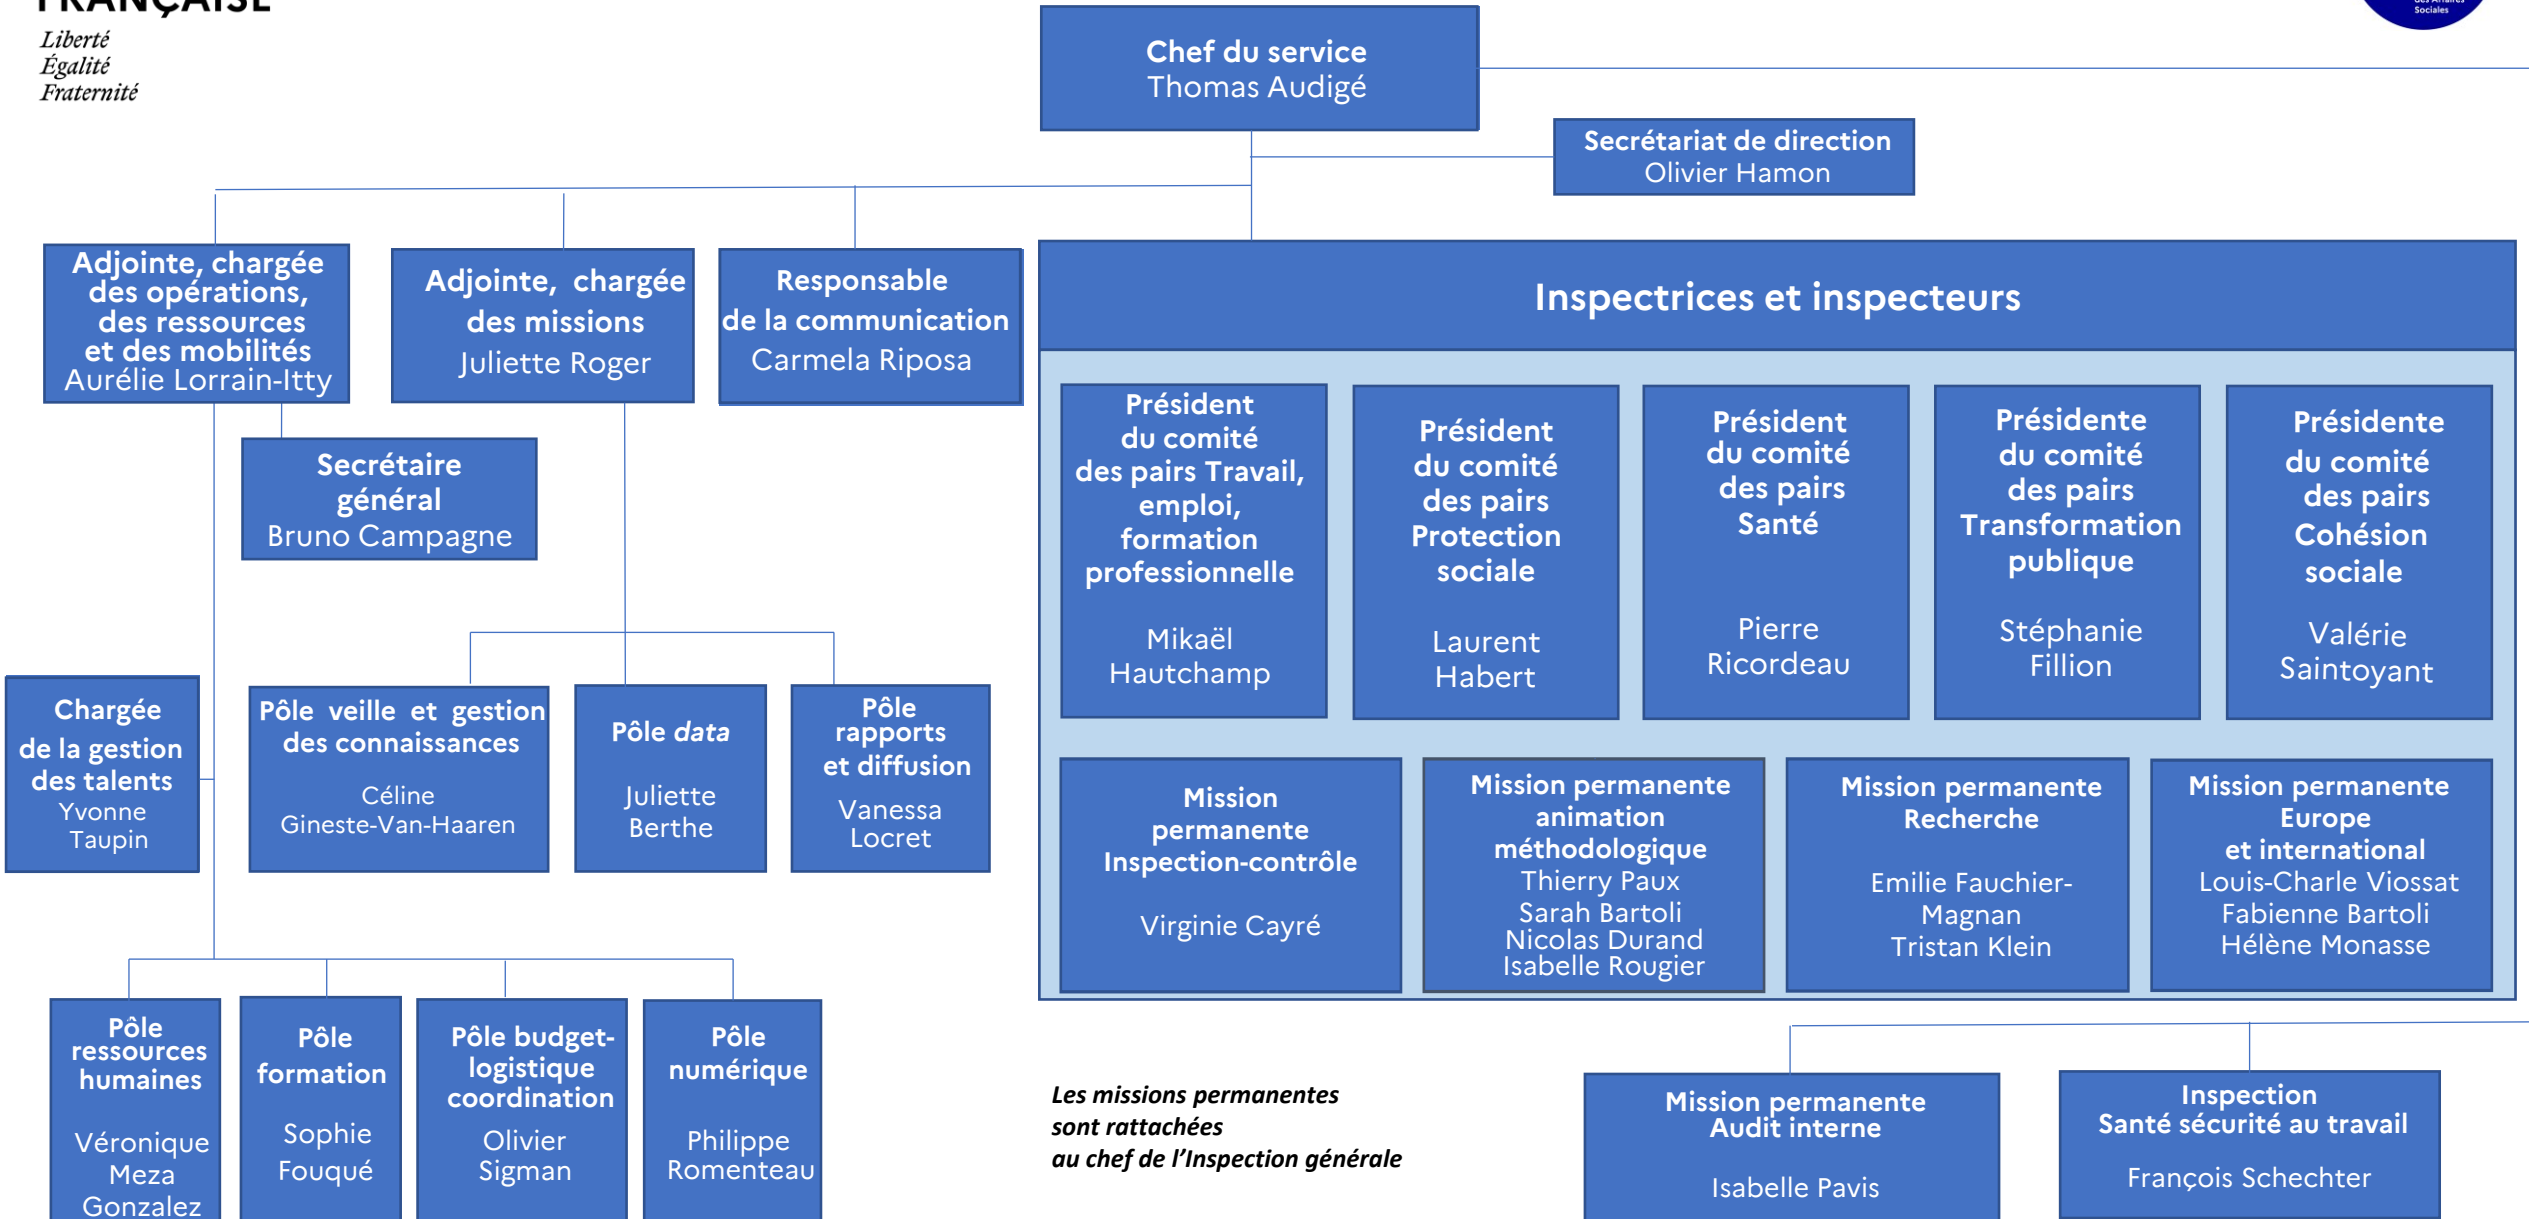 FRANÇAISE
Liberté
Égalité
Fraternité
des Affaires
Sociales
Chef du service
Thomas Audigé
Secrétariat de direction
Olivier Hamon
Adjointe, chargée
des opérations,
des ressources
et des mobilités
Aurélie Lorrain-Itty
Adjointe, chargée
des missions
Juliette Roger
Responsable
de la communication
Carmela Riposa
Secrétaire
général
Bruno Campagne
Chargée
de la gestion
des talents
Yvonne
Taupin
Pôle veille et gestion
des connaissances
Céline
Gineste-Van-Haaren
Pôle data
Juliette
Berthe
Pôle
rapports
et diffusion
Vanessa
Locret
Pôle
ressources
humaines
Véronique
Meza
Gonzalez
Pôle
formation
Sophie
Fouqué
Pôle budget-
logistique
coordination
Olivier
Sigman
Pôle
numérique
Philippe
Romenteau
Inspectrices et inspecteurs
Président
du comité
des pairs Travail,
emploi,
formation
professionnelle
Mikaël
Hautchamp
Président
du comité
des pairs
Protection
sociale
Laurent
Habert
Président
du comité
des pairs
Santé
Pierre
Ricordeau
Présidente
du comité
des pairs
Transformation
publique
Stéphanie
Fillion
Présidente
du comité
des pairs
Cohésion
sociale
Valérie
Saintoyant
Mission
permanente
Inspection-contrôle
Virginie Cayré
Mission permanente
animation
méthodologique
Thierry Paux
Sarah Bartoli
Nicolas Durand
Isabelle Rougier
Mission permanente
Recherche
Emilie Fauchier-
Magnan
Tristan Klein
Mission permanente
Europe
et international
Louis-Charle Viossat
Fabienne Bartoli
Hélène Monasse
Les missions permanentes
sont rattachées
au chef de l'Inspection générale
Mission permanente
Audit interne
Isabelle Pavis
Inspection
Santé sécurité au travail
François Schechter